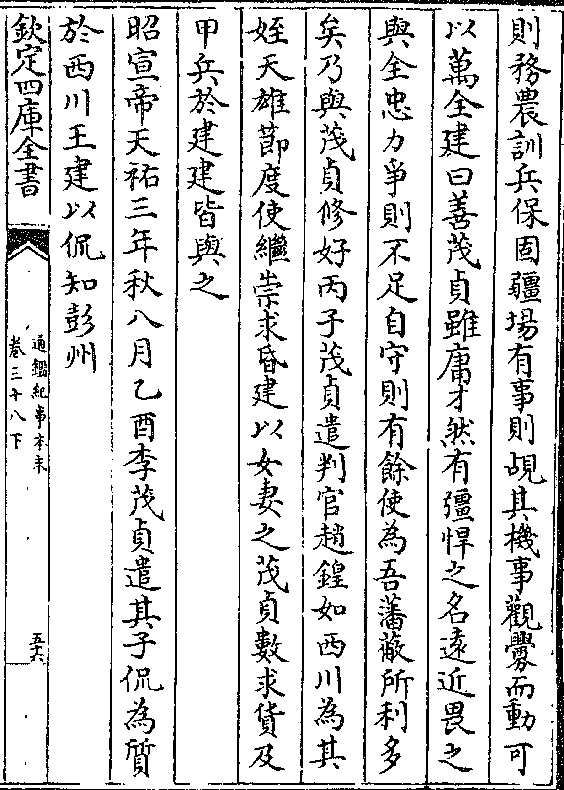 則務農訓兵保固疆場有事則覘其機事觀釁而動可
以萬全建曰善茂貞雖庸才然有彊悍之名遠近畏之
與全忠力爭則不足自守則有餘使為吾藩蔽所利多
矣乃與茂貞修好丙子茂貞遣判官趙鍠如西川為其
姪天雄節度使繼崇求昏建以女妻之茂貞數求貨及
甲兵於建建皆與之
昭宣帝天祐三年秋八月乙酉李茂貞遣其子侃為質
於西川王建以侃知彭州
欽定四庫全書
通鑑紀事本末
卷三十八下
五六